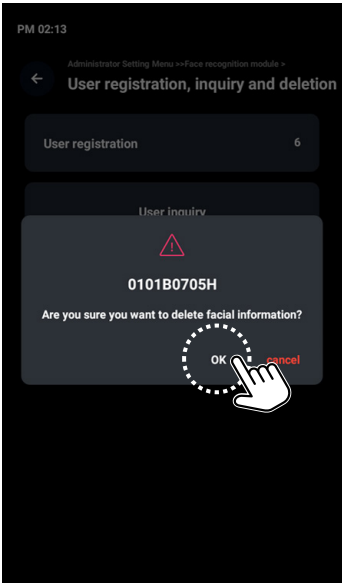 PM 02:13
Administrator Setting Menu >>Face recognition module >
User registration, inquiry and deletion
User registration 6
User inquiry
0101B0705H
Are you sure you want to delete facial information?
OK cancel